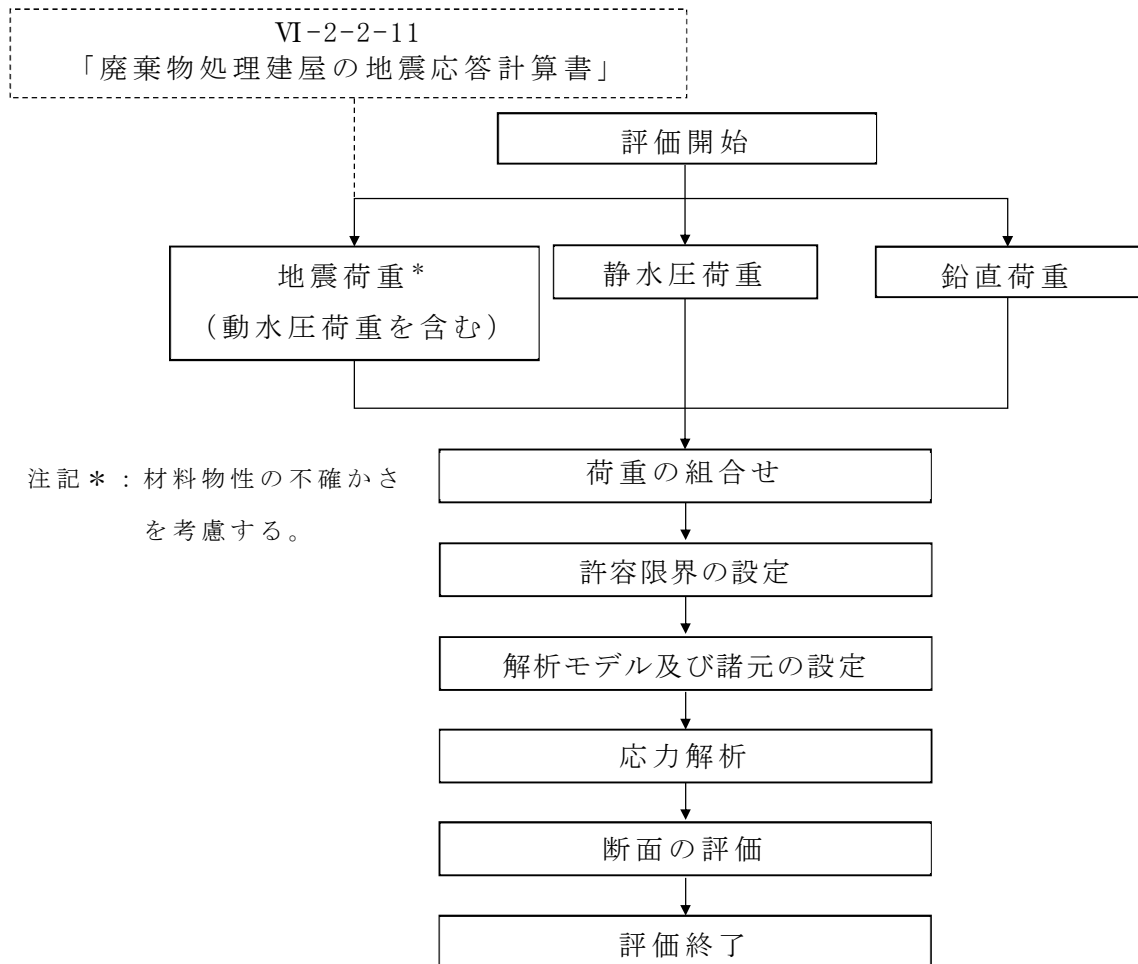 Ⅵ-2-2-11
「廃棄物処理建屋の地震応答計算書」
評価開始
地震荷重*
(動水圧荷重を含む)
静水圧荷重
鉛直荷重
荷重の組合せ
注記*:材料物性の不確かさ
を考慮する。
許容限界の設定
解析モデル及び諸元の設定
応力解析
断面の評価
評価終了